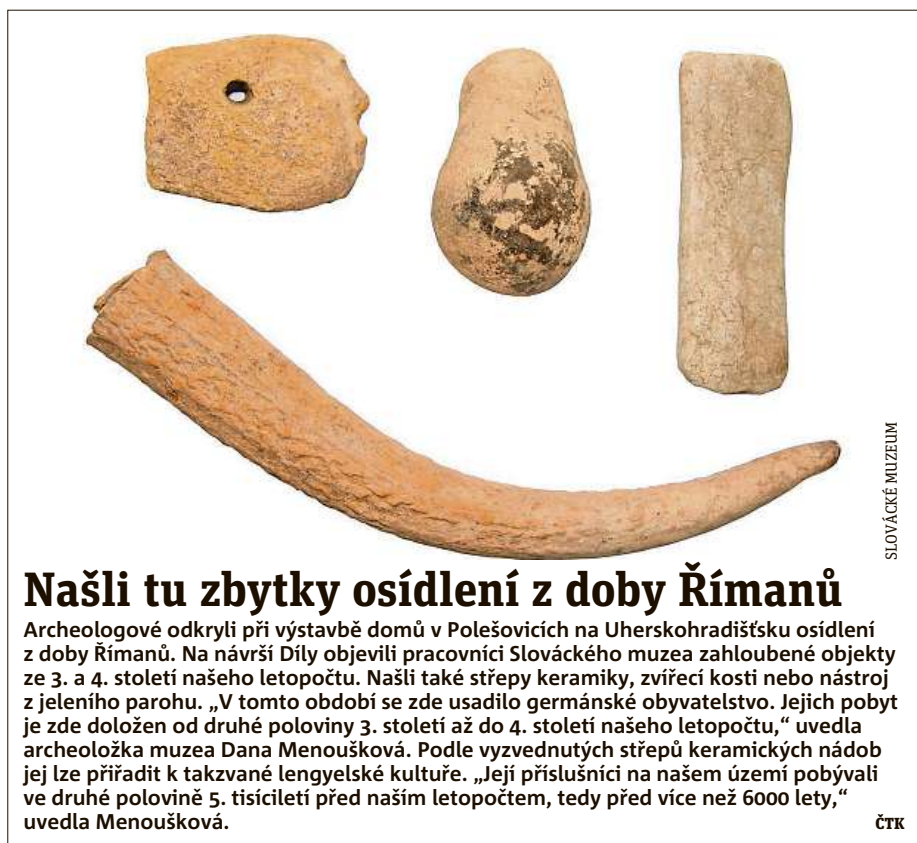 SLOVÁCKÉ MUZEUM
Našli tu zbytky osídlení z doby Římanů
Archeologové odkryli při výstavbě domů v Polešovicích na Uherskohradišťsku osídlení
z doby Římanů. Na návrší Díly objevili pracovníci Slováckého muzea zahloubené objekty
ze 3. a 4. století našeho letopočtu. Našli také střepy keramiky, zvířecí kosti nebo nástroj
z jeleního parohu. „V tomto období se zde usadilo germánské obyvatelstvo. Jejich pobyt
je zde doložen od druhé poloviny 3. století až do 4. století našeho letopočtu,“ uvedla
archeoložka muzea Dana Menoušková. Podle vyzvednutých střepů keramických nádob
jej lze přiřadit k takzvané lengyelské kultuře. „Její příslušníci na našem území pobývali
ve druhé polovině 5. tisíciletí před naším letopočtem, tedy před více než 6000 lety,“
uvedla Menoušková.
ČTK